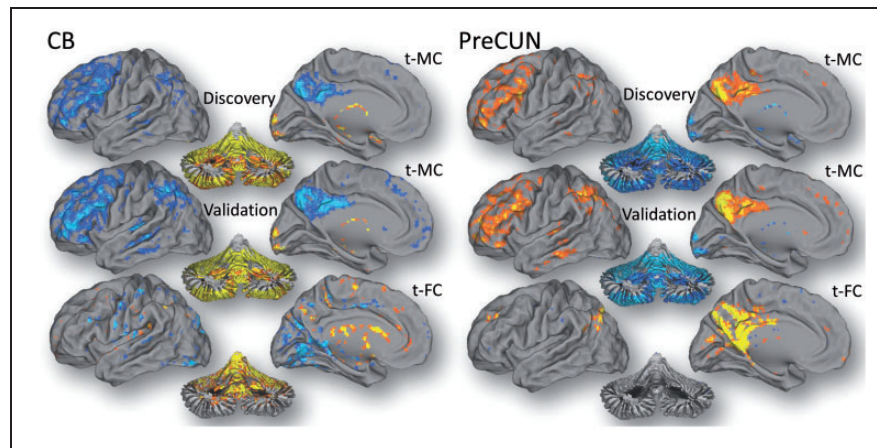 CB
t-MC
Discovery
t-MC
Validation
t-FC
PreCUN
t-MC
Discovery
t-MC
Validation
t-FC